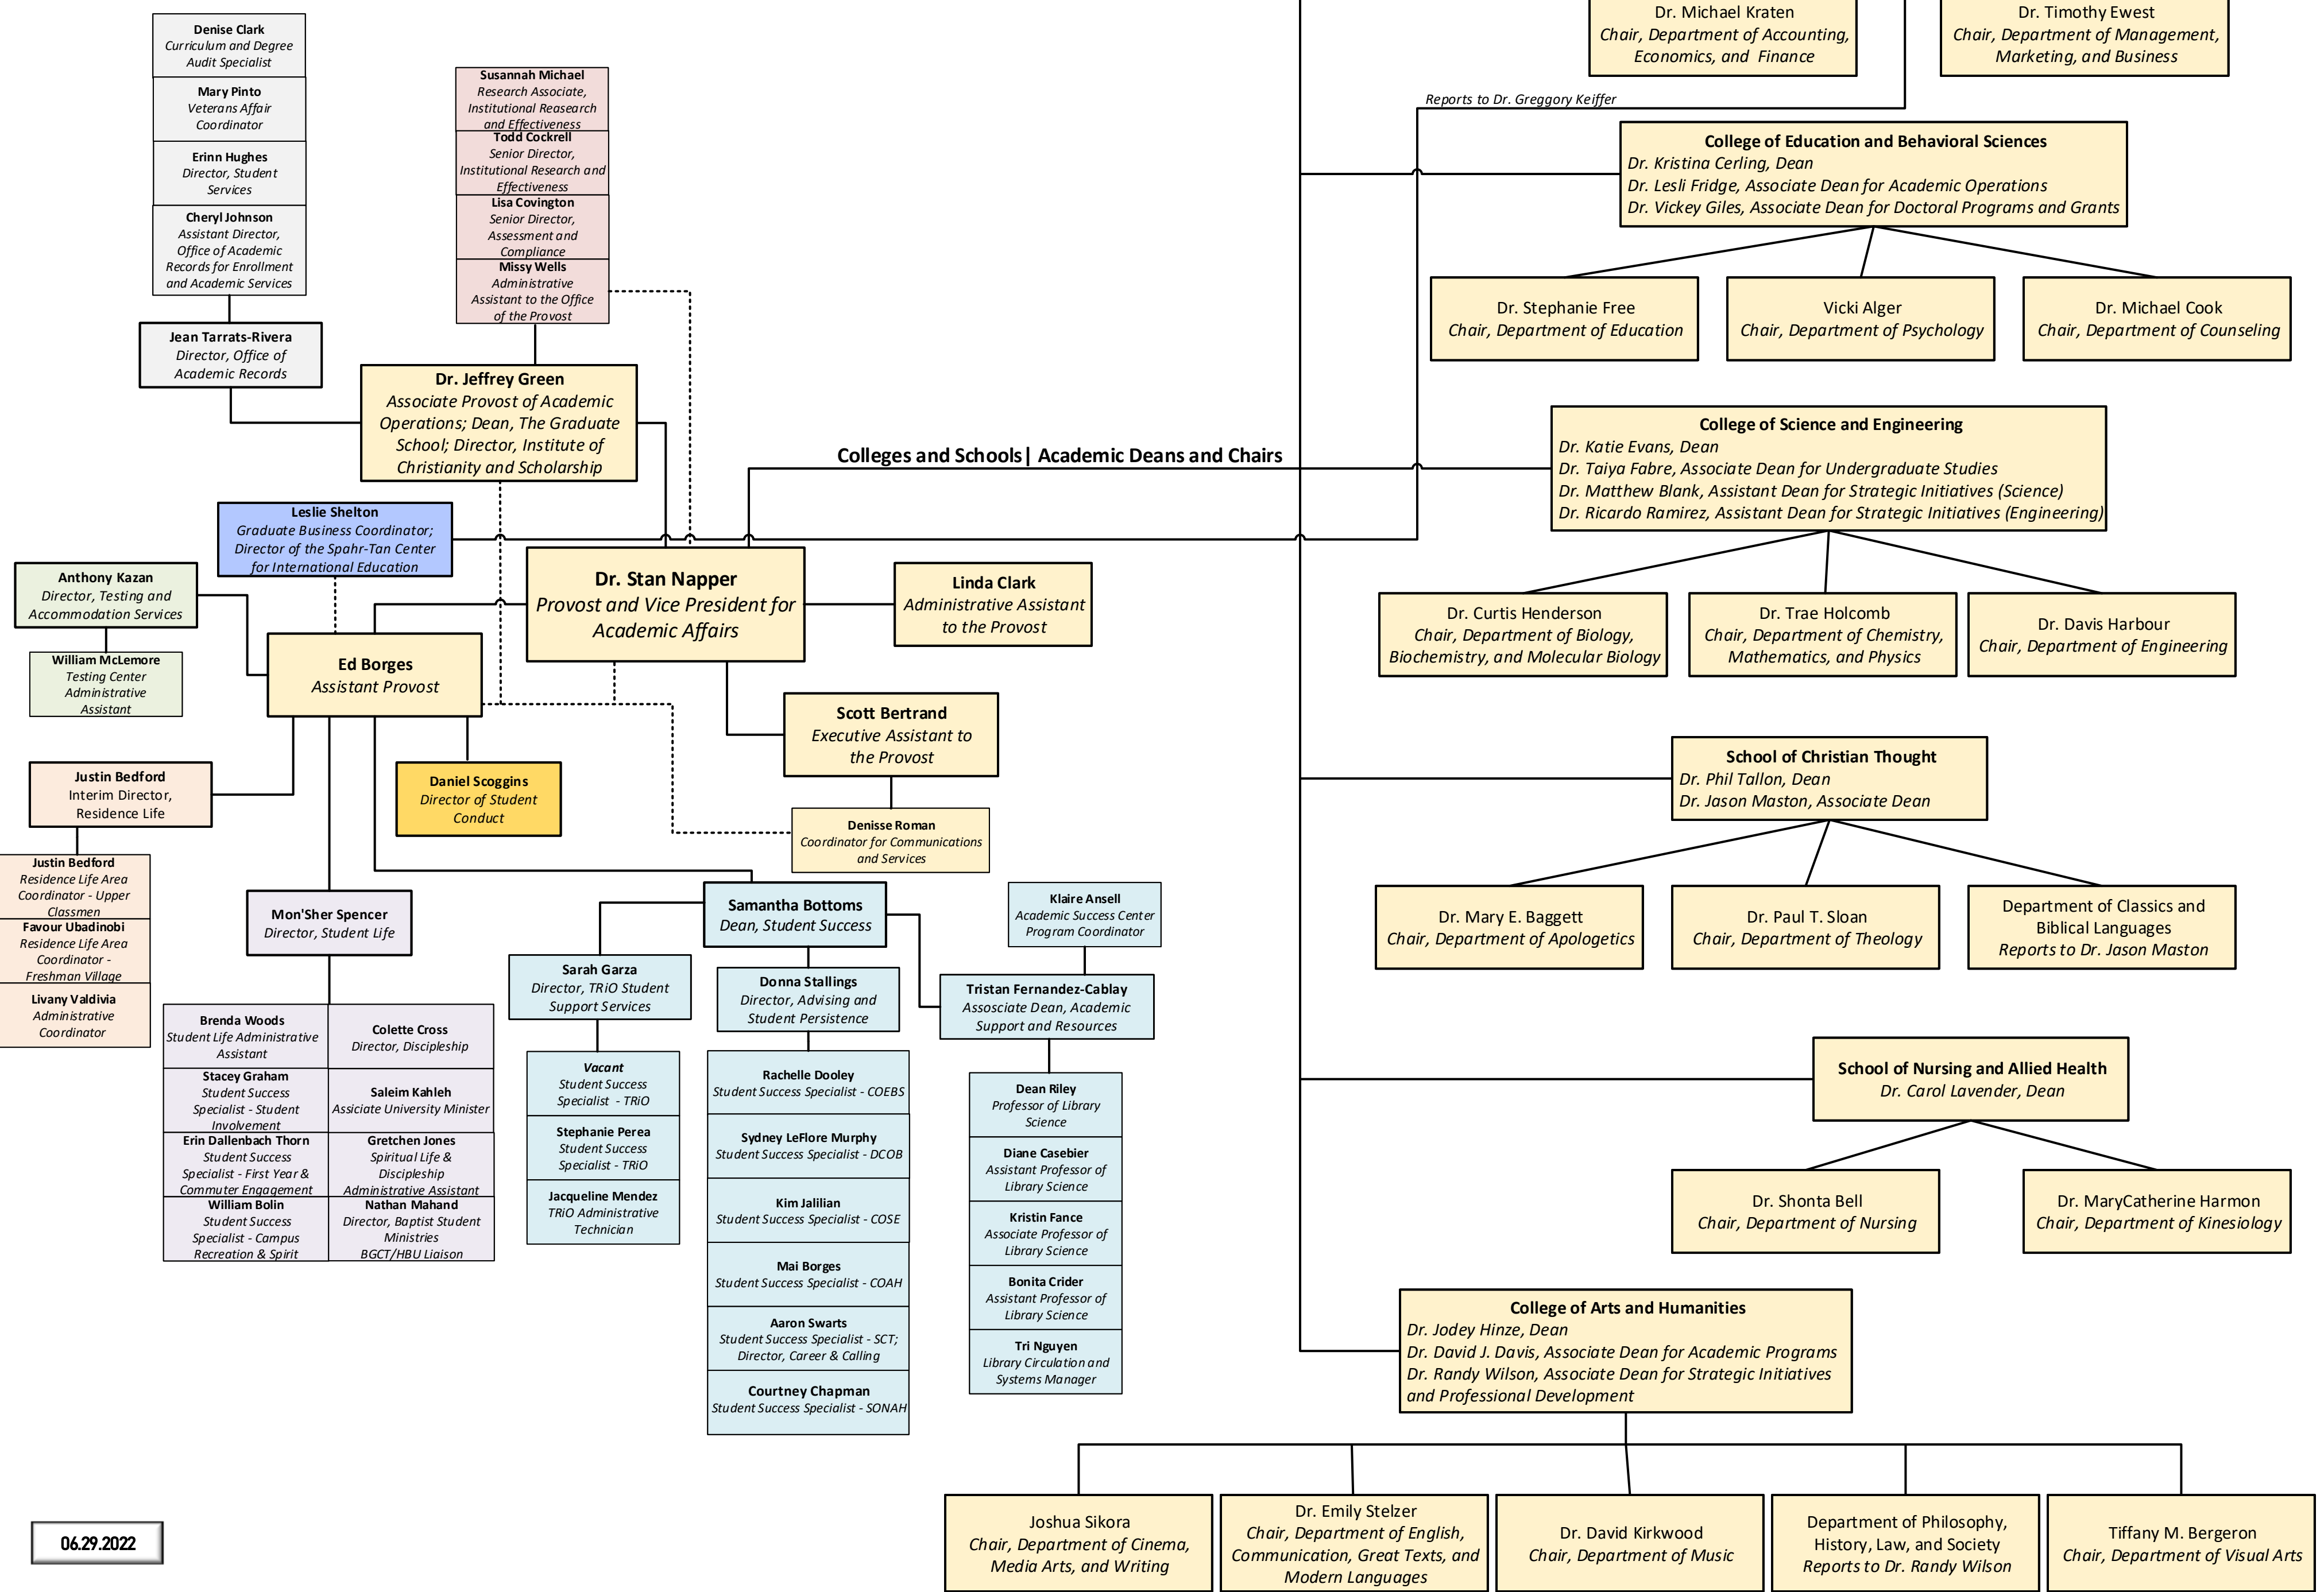 Denise Clark
Curriculum and Degree
Audit Specialist
Mary Pinto
Veterans Affair
Coordinator
Erinn Hughes
Director, Student
Services
Cheryl Johnson
Assistant Director,
Office of Academic
Records for Enrollment
and Academic Services
Jean Tarrats-Rivera
Director, Office of
Academic Records
Susannah Michael
Research Associate,
Institutional Reasearch
and Effectiveness
Todd Cockrell
Senior Director,
Institutional Research and
Effectiveness
Lisa Covington
Senior Director,
Assessment and
Compliance
Missy Wells
Administrative
Assistant to the Office
of the Provost
Dr. Jeffrey Green
Associate Provost of Academic
Operations; Dean, The Graduate
School; Director, Institute of
Christianity and Scholarship
Leslie Shelton
Graduate Business Coordinator;
Director of the Spahr-Tan Center
for International Education
Anthony Kazan
Director, Testing and
Accommodation Services
William McLemore
Testing Center
Administrative
Assistant
Ed Borges
Assistant Provost
Dr. Stan Napper
Provost and Vice President for
Academic Affairs
Linda Clark
Administrative Assistant
to the Provost
Scott Bertrand
Executive Assistant to
the Provost
Denisse Roman
Coordinator for Communications
and Services
Justin Bedford
Interim Director,
Residence Life
Daniel Scoggins
Director of Student
Conduct
Justin Bedford
Residence Life Area
Coordinator - Upper
Classmen
Favour Ubadinobi
Residence Life Area
Coordinator -
Freshman Village
Livany Valdivia
Administrative
Coordinator
Mon'Sher Spencer
Director, Student Life
Brenda Woods
Student Life Administrative
Assistant
Stacey Graham
Student Success
Specialist - Student
Involvement
Erin Dallenbach Thorn
Student Success
Specialist - First Year &
Commuter Engagement
William Bolin
Student Success
Specialist - Campus
Recreation & Spirit
Colette Cross
Director, Discipleship
Saleim Kahleh
Assiciate University Minister
Gretchen Jones
Spiritual Life &
Discipleship
Administrative Assistant
Nathan Mahand
Director, Baptist Student
Ministries
BGCT/HBU Liaison
Samantha Bottoms
Dean, Student Success
Sarah Garza
Director, TRiO Student
Support Services
Vacant
Student Success
Specialist - TRiO
Stephanie Perea
Student Success
Specialist - TRiO
Jacqueline Mendez
TRiO Administrative
Technician
Donna Stallings
Director, Advising and
Student Persistence
Rachelle Dooley
Student Success Specialist - COEBS
Sydney LeFlore Murphy
Student Success Specialist - DCOB
Kim Jalilian
Student Success Specialist - COSE
Mai Borges
Student Success Specialist - COAH
Aaron Swarts
Student Success Specialist - SCT;
Director, Career & Calling
Courtney Chapman
Student Success Specialist - SONAH
Klaire Ansell
Academic Success Center
Program Coordinator
Tristan Fernandez-Cablay
Assosciate Dean, Academic
Support and Resources
Dean Riley
Professor of Library
Science
Diane Casebier
Assistant Professor of
Library Science
Kristin Fance
Associate Professor of
Library Science
Bonita Crider
Assistant Professor of
Library Science
Tri Nguyen
Library Circulation and
Systems Manager
Colleges and Schools| Academic Deans and Chairs
Dr. Michael Kraten
Chair, Department of Accounting,
Economics, and Finance
Dr. Timothy Ewest
Chair, Department of Management,
Marketing, and Business
Reports to Dr. Greggory Keiffer
College of Education and Behavioral Sciences
Dr. Kristina Cerling, Dean
Dr. Lesli Fridge, Associate Dean for Academic Operations
Dr. Vickey Giles, Associate Dean for Doctoral Programs and Grants
Dr. Stephanie Free
Chair, Department of Education
Vicki Alger
Chair, Department of Psychology
Dr. Michael Cook
Chair, Department of Counseling
College of Science and Engineering
Dr. Katie Evans, Dean
Dr. Taiya Fabre, Associate Dean for Undergraduate Studies
Dr. Matthew Blank, Assistant Dean for Strategic Initiatives (Science)
Dr. Ricardo Ramirez, Assistant Dean for Strategic Initiatives (Engineering)
Dr. Curtis Henderson
Chair, Department of Biology,
Biochemistry, and Molecular Biology
Dr. Trae Holcomb
Chair, Department of Chemistry,
Mathematics, and Physics
Dr. Davis Harbour
Chair, Department of Engineering
School of Christian Thought
Dr. Phil Tallon, Dean
Dr. Jason Maston, Associate Dean
Dr. Mary E. Baggett
Chair, Department of Apologetics
Dr. Paul T. Sloan
Chair, Department of Theology
Department of Classics and
Biblical Languages
Reports to Dr. Jason Maston
School of Nursing and Allied Health
Dr. Carol Lavender, Dean
Dr. Shonta Bell
Chair, Department of Nursing
Dr. MaryCatherine Harmon
Chair, Department of Kinesiology
College of Arts and Humanities
Dr. Jodey Hinze, Dean
Dr. David J. Davis, Associate Dean for Academic Programs
Dr. Randy Wilson, Associate Dean for Strategic Initiatives
and Professional Development
Joshua Sikora
Chair, Department of Cinema,
Media Arts, and Writing
Dr. Emily Stelzer
Chair, Department of English,
Communication, Great Texts, and
Modern Languages
Dr. David Kirkwood
Chair, Department of Music
Department of Philosophy,
History, Law, and Society
Reports to Dr. Randy Wilson
Tiffany M. Bergeron
Chair, Department of Visual Arts
06.29.2022